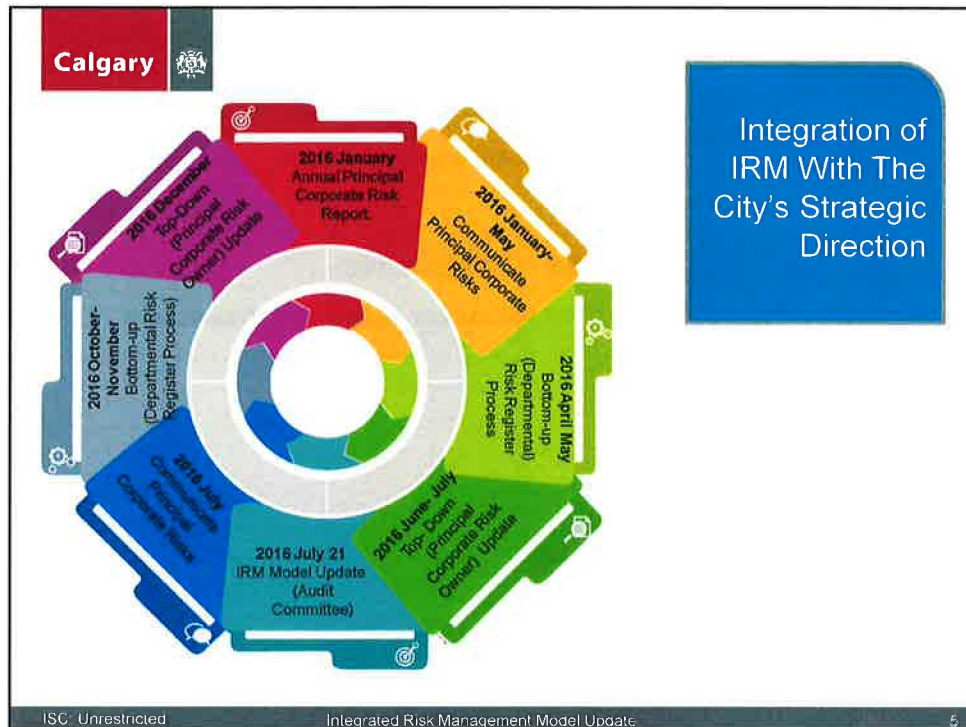 Calgary
Integration of
IRM With The
City's Strategic
Direction
2016 January
Annual Principal
Corporate Risk
Report
2016 January-
May
Communicate
Principal Corporate
Risks
2016 April May
Bottom-up
(Departmental)
Risk Register
Process
2016 June- July
Top- Down
(Principal
Corporate Risk
Owner) Update
2016 July 21
IRM Model Update
(Audit
Committee)
2016 July
Communicate
Principal
Corporate Risks
2016 October-
November
Bottom-up
(Departmental Risk
Register Process)
2016 December
Top-Down
(Principal
Corporate Risk
Owner) Update
ISC: Unrestricted
Integrated Risk Management Model Update
5